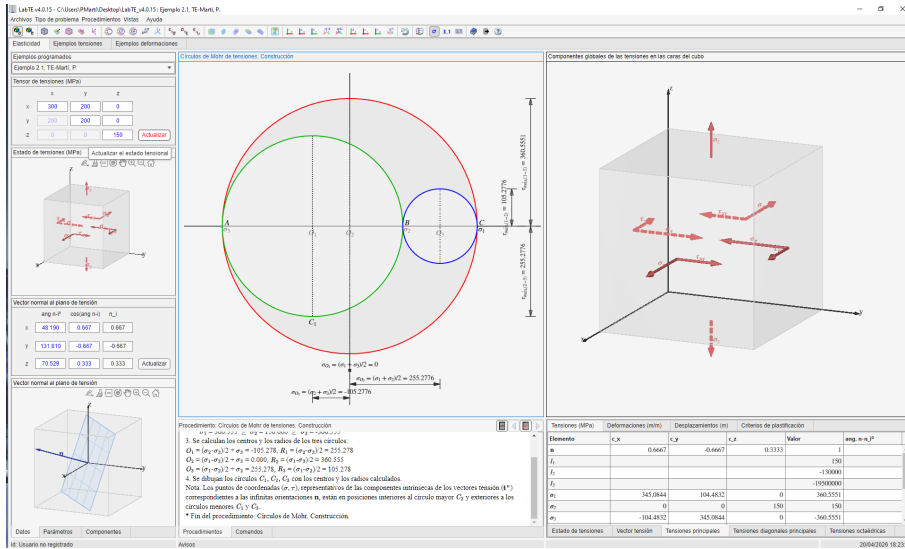 LabTE_v4.0.15 - C:\Users\PMarti\Desktop\LabTE_v4.0.15: Ejemplo 2.1, TE-Marti, P.
Archivos Tipo de problema Procedimientos Vistas Ayuda
Elasticidad Ejemplos tensiones Ejemplos deformaciones
Ejemplos programados
Ejemplo 2.1, TE-Martí, P.
Tensor de tensiones (MPa)
x y z
x 300 200 0
y 200 200 0
z 0 0 150 Actualizar
Estado de tensiones (MPa) Actualizar el estado tensional
z
x
y
Vector normal al plano de tensión
ang n-iº cos(ang n-i) n_i
x 48.190 0.667 0.667
y 131.810 -0.667 -0.667
z 70.529 0.333 0.333 Actualizar
Vector normal al plano de tensión
z
n
x
y
Datos Parámetros Componentes
Id: Usuario no registrado
Círculos de Mohr de tensiones. Construcción
A
σ₃
O₁
O₂
B
σ₂
O₃
C
σ₁
C₁
τmáx(1-3) = 360.5551
τmáx(1-2) = 105.2776
τmáx(2-3) = 255.2776
σO₂ = (σ₁ + σ₃)/2 = 0
σO₃ = (σ₁ + σ₂)/2 = 255.2776
σO₁ = (σ₂ + σ₃)/2 = -105.2776
Procedimiento: Círculos de Mohr de tensiones. Construcción
3. Se calculan los centros y los radios de los tres círculos:
O₁ = (σ₂-σ₃)/2 + σ₃ = -105.278, R₁ = (σ₂-σ₃)/2 = 255.278
O₂ = (σ₁-σ₃)/2 + σ₃ = 0.000, R₂ = (σ₁-σ₃)/2 = 360.555
4. Se dibujan los círculos C₁, C₂, C₃ con los centros y los radios calculados.
Nota. Los puntos de coordenadas (σ, τ), representativos de las componentes intrínsecas de los vectores tensión (tⁿ)
correspondientes a las infinitas orientaciones n, están en posiciones interiores al círculo mayor C₂ y exteriores a los
círculos menores C₁ y C₃.
* Fin del procedimiento: Círculos de Mohr. Construcción.
Procedimientos Comandos
Avisos
Componentes globales de las tensiones en las caras del cubo
z
x
y
Tensiones (MPa) Deformaciones (m/m) Desplazamientos (m) Criterios de plastificación
Elemento c_x c_y c_z Valor ang. n-n_iº
n 0.6667 -0.6667 0.3333 1
I₁ 150
I₂ -130000
I₃ -19500000
σ₁ 345.0844 104.4832 0 360.5551
σ₂ 0 0 150 150
σ₃ -104.4832 345.0844 0 -360.5551
Estado de tensiones Vector tensión Tensiones principales Tensiones diagonales principales Tensiones octaédricas
20/04/2026 18:23